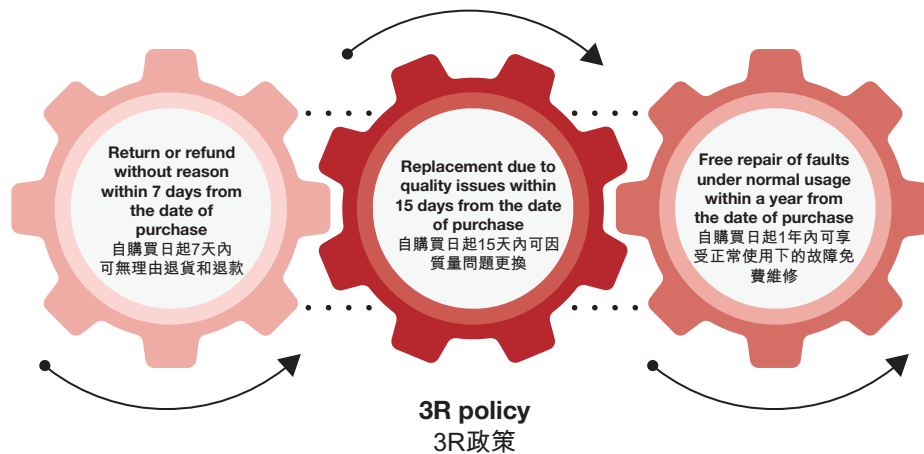 Return or refund
without reason
within 7 days from
the date of
purchase
自購買日起7天內
可無理由退貨和退款
Replacement due to
quality issues within
15 days from the date
of purchase
自購買日起15天內可因
質量問題更換
Free repair of faults
under normal usage
within a year from
the date of purchase
自購買日起1年內可享
受正常使用下的故障免
費維修
3R policy
3R政策